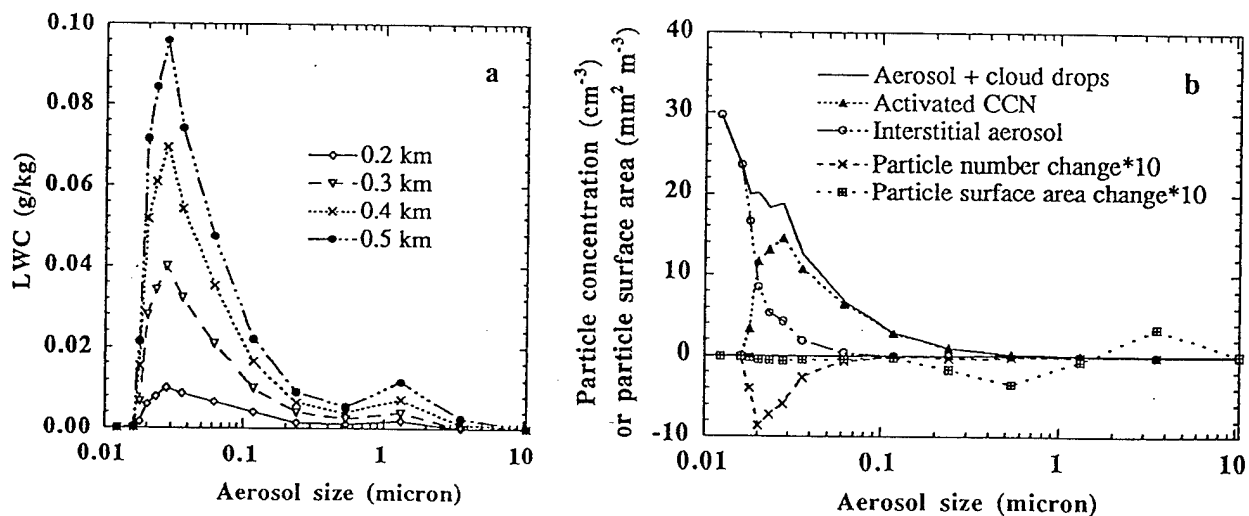 0.10
0.08
0.06
0.04
0.02
0.00
LWC (g/kg)
a
0.2 km
0.3 km
0.4 km
0.5 km
0.01
0.1
1
10
Aerosol size (micron)
40
30
20
10
0
-10
Particle concentration (cm-3)
or particle surface area (mm2 m-3)
b
Aerosol + cloud drops
Activated CCN
Interstitial aerosol
Particle number change*10
Particle surface area change*10
0.01
0.1
1
10
Aerosol size (micron)